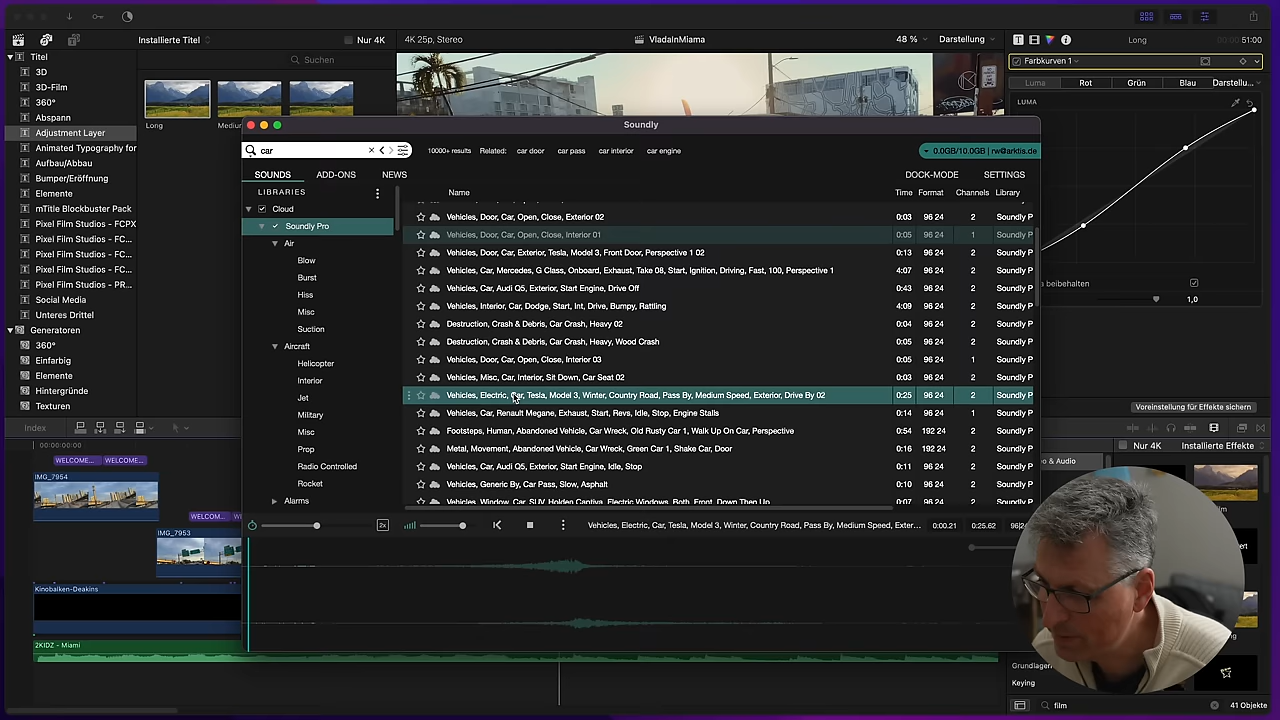 Installierte Titel
Nur 4K
4K 25p, Stereo
VladaInMiama
48 %
Darstellung
Long
51:00
Titel
3D
3D-Film
360°
Abspann
Adjustment Layer
Animated Typography for
Aufbau/Abbau
Bumper/Eröffnung
Elemente
mTitle Blockbuster Pack
Pixel Film Studios - FCPX
Pixel Film Studios - FC...
Pixel Film Studios - FC...
Pixel Film Studios - FC...
Pixel Film Studios - PR...
Social Media
Unteres Drittel
Generatoren
360°
Einfarbig
Elemente
Hintergründe
Texturen
Suchen
Long
Medium
Farbkurven 1
Luma
Rot
Grün
Blau
Darstellu...
LUMA
a beibehalten
1,0
Voreinstellung für Effekte sichern
Soundly
car
10000+ results
Related:
car door
car pass
car interior
car engine
0.0GB/10.0GB | rw@arktis.de
SOUNDS
ADD-ONS
NEWS
DOCK-MODE
SETTINGS
LIBRARIES
Cloud
Soundly Pro
Air
Blow
Burst
Hiss
Misc
Suction
Aircraft
Helicopter
Interior
Jet
Military
Misc
Prop
Radio Controlled
Rocket
Alarms
Name Time Format Channels Library
Vehicles, Door, Car, Open, Close, Exterior 02 0:03 96 24 2 Soundly P
Vehicles, Door, Car, Open, Close, Interior 01 0:05 96 24 1 Soundly P
Vehicles, Door, Car, Exterior, Tesla, Model 3, Front Door, Perspective 1 02 0:13 96 24 2 Soundly P
Vehicles, Car, Mercedes, G Class, Onboard, Exhaust, Take 08, Start, Ignition, Driving, Fast, 100, Perspective 1 4:07 96 24 2 Soundly P
Vehicles, Car, Audi Q5, Exterior, Start Engine, Drive Off 0:43 96 24 2 Soundly P
Vehicles, Interior, Car, Dodge, Start, Int, Drive, Bumpy, Rattling 4:09 96 24 2 Soundly P
Destruction, Crash & Debris, Car Crash, Heavy 02 0:04 96 24 2 Soundly P
Destruction, Crash & Debris, Car Crash, Heavy, Wood Crash 0:05 96 24 2 Soundly P
Vehicles, Door, Car, Open, Close, Interior 03 0:05 96 24 1 Soundly P
Vehicles, Misc, Car, Interior, Sit Down, Car Seat 02 0:03 96 24 2 Soundly P
Vehicles, Electric, Car, Tesla, Model 3, Winter, Country Road, Pass By, Medium Speed, Exterior, Drive By 02 0:25 96 24 2 Soundly P
Vehicles, Car, Renault Megane, Exhaust, Start, Revs, Idle, Stop, Engine Stalls 0:14 96 24 1 Soundly P
Footsteps, Human, Abandoned Vehicle, Car Wreck, Old Rusty Car 1, Walk Up On Car, Perspective 0:54 192 24 2 Soundly P
Metal, Movement, Abandoned Vehicle, Car Wreck, Green Car 1, Shake Car, Door 0:16 192 24 2 Soundly P
Vehicles, Car, Audi Q5, Exterior, Start Engine, Idle, Stop 0:11 96 24 2 Soundly P
Vehicles, Generic By, Car Pass, Slow, Asphalt 0:10 96 24 2 Soundly P
Vehicles, Window, Car, SUV, Holden Captiva, Electric Windows, Both, Front, Down Then Up 0:07 96 24 2 Soundly P
2x
Vehicles, Electric, Car, Tesla, Model 3, Winter, Country Road, Pass By, Medium Speed, Exter...
0:00.21
0:25.62
Index
00:00:00:00
WELCOME...
WELCOME...
IMG_7954
WELCOM...
IMG_7953
Kinobalken-Deakins
2KIDZ - Miami
Nur 4K
Installierte Effekte
o & Audio
Grundlagen
Keying
film
41 Objekte